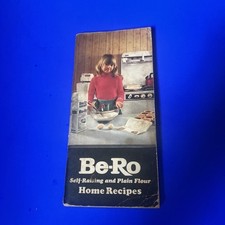 Be-Ro
Self-Raising and Plain Flour
Home Recipes